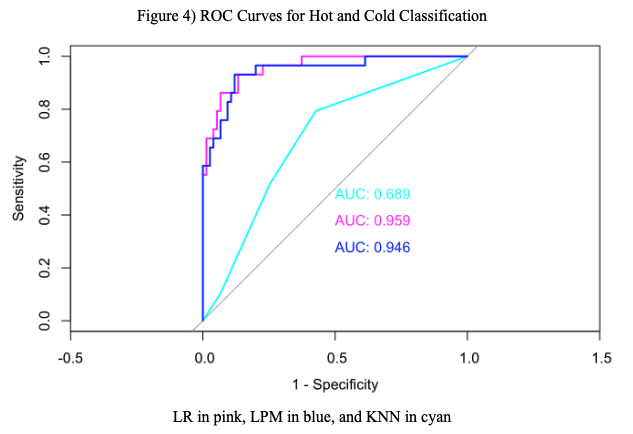 Figure 4) ROC Curves for Hot and Cold Classification
Sensitivity
1.0
0.8
0.6
0.4
0.2
0.0
AUC: 0.689
AUC: 0.959
AUC: 0.946
-0.5 0.0 0.5 1.0 1.5
1 - Specificity
LR in pink, LPM in blue, and KNN in cyan